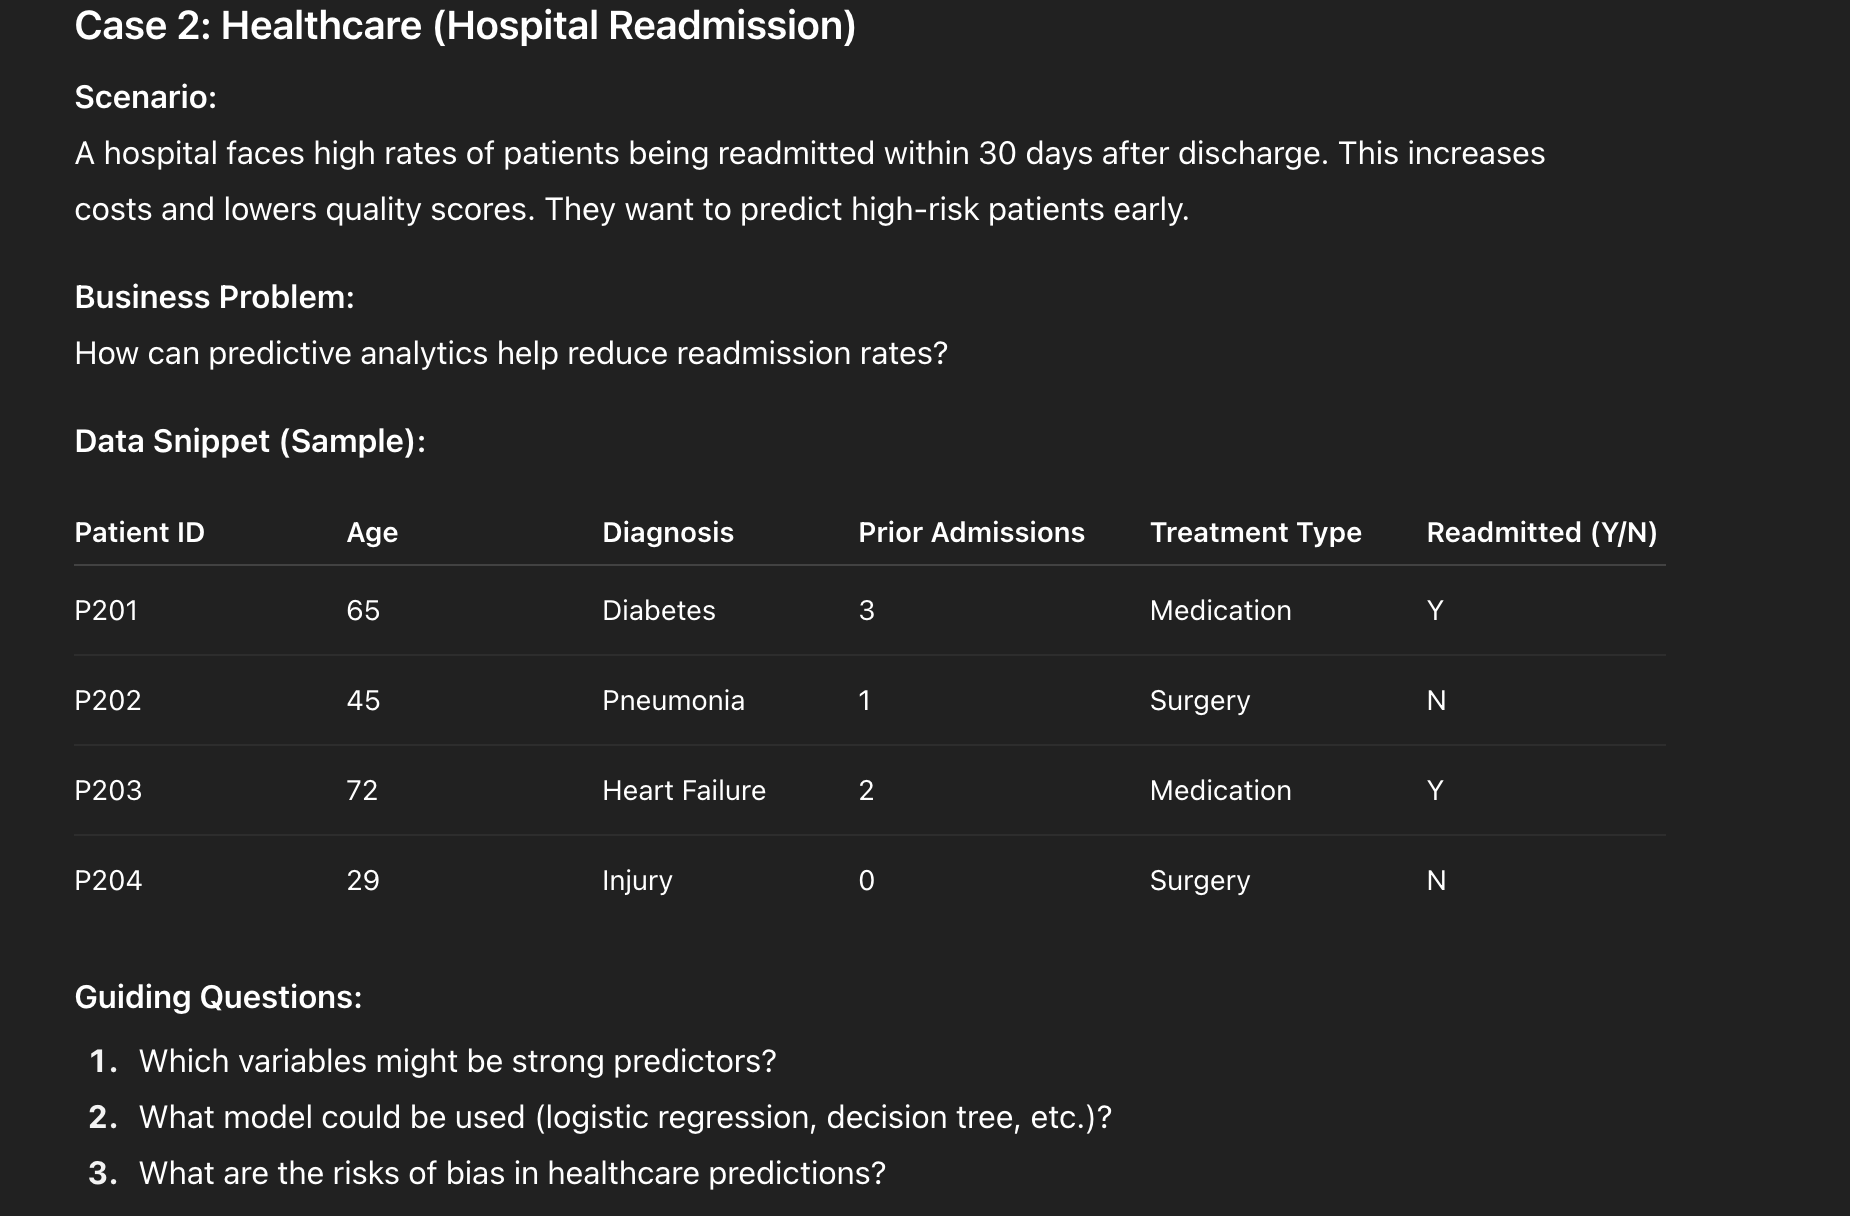 Case 2: Healthcare (Hospital Readmission)
Scenario:
A hospital faces high rates of patients being readmitted within 30 days after discharge. This increases
costs and lowers quality scores. They want to predict high-risk patients early.
Business Problem:
How can predictive analytics help reduce readmission rates?
Data Snippet (Sample):
Patient ID Age Diagnosis Prior Admissions Treatment Type Readmitted (Y/N)
P201 65 Diabetes 3 Medication Y
P202 45 Pneumonia 1 Surgery N
P203 72 Heart Failure 2 Medication Y
P204 29 Injury 0 Surgery N
Guiding Questions:
1. Which variables might be strong predictors?
2. What model could be used (logistic regression, decision tree, etc.)?
3. What are the risks of bias in healthcare predictions?